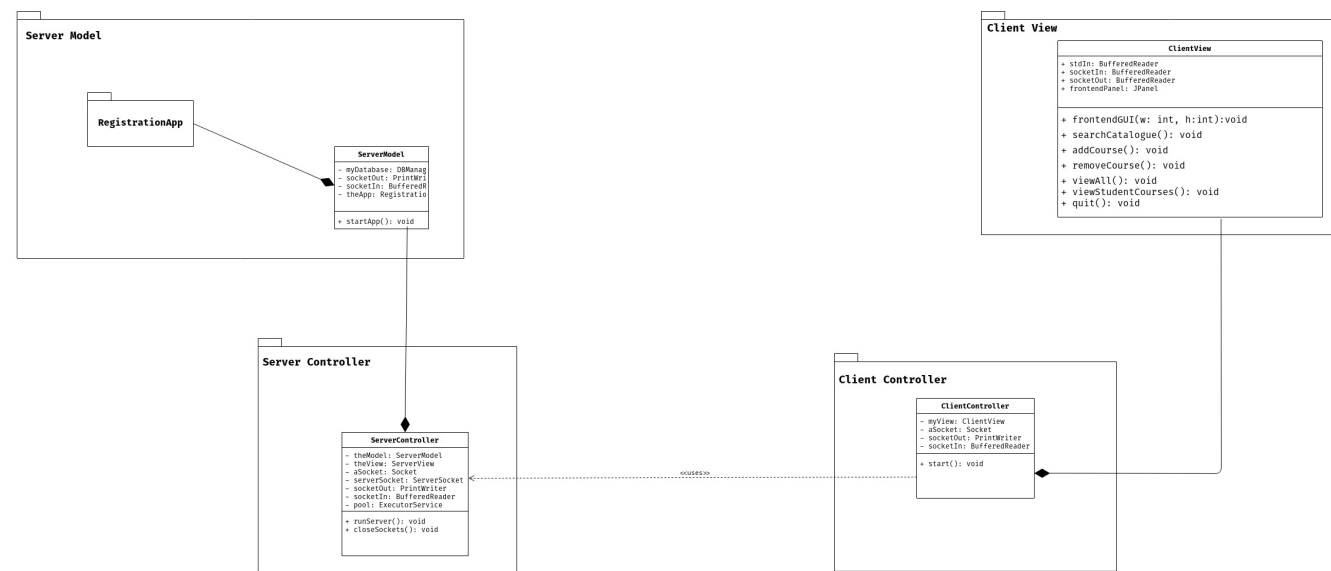 Server Model
RegistrationApp
ServerModel
- myDatabase: DBManag
- socketOut: PrintWri
- socketIn: BufferedR
- theApp: Registratio
+ startApp(): void
Client View
ClientView
+ stdIn: BufferedReader
+ socketIn: BufferedReader
+ socketOut: BufferedReader
+ frontendPanel: JPanel
+ frontendGUI(w: int, h:int):void
+ searchCatalogue(): void
+ addCourse(): void
+ removeCourse(): void
+ viewAll(): void
+ viewStudentCourses(): void
+ quit(): void
Server Controller
ServerController
- theModel: ServerModel
- theView: ServerView
- aSocket: Socket
- serverSocket: ServerSocket
- socketOut: PrintWriter
- socketIn: BufferedReader
- pool: ExecutorService
+ runServer(): void
+ closeSockets(): void
<<uses>>
Client Controller
ClientController
- myView: ClientView
- aSocket: Socket
- socketOut: PrintWriter
- socketIn: BufferedReader
+ start(): void